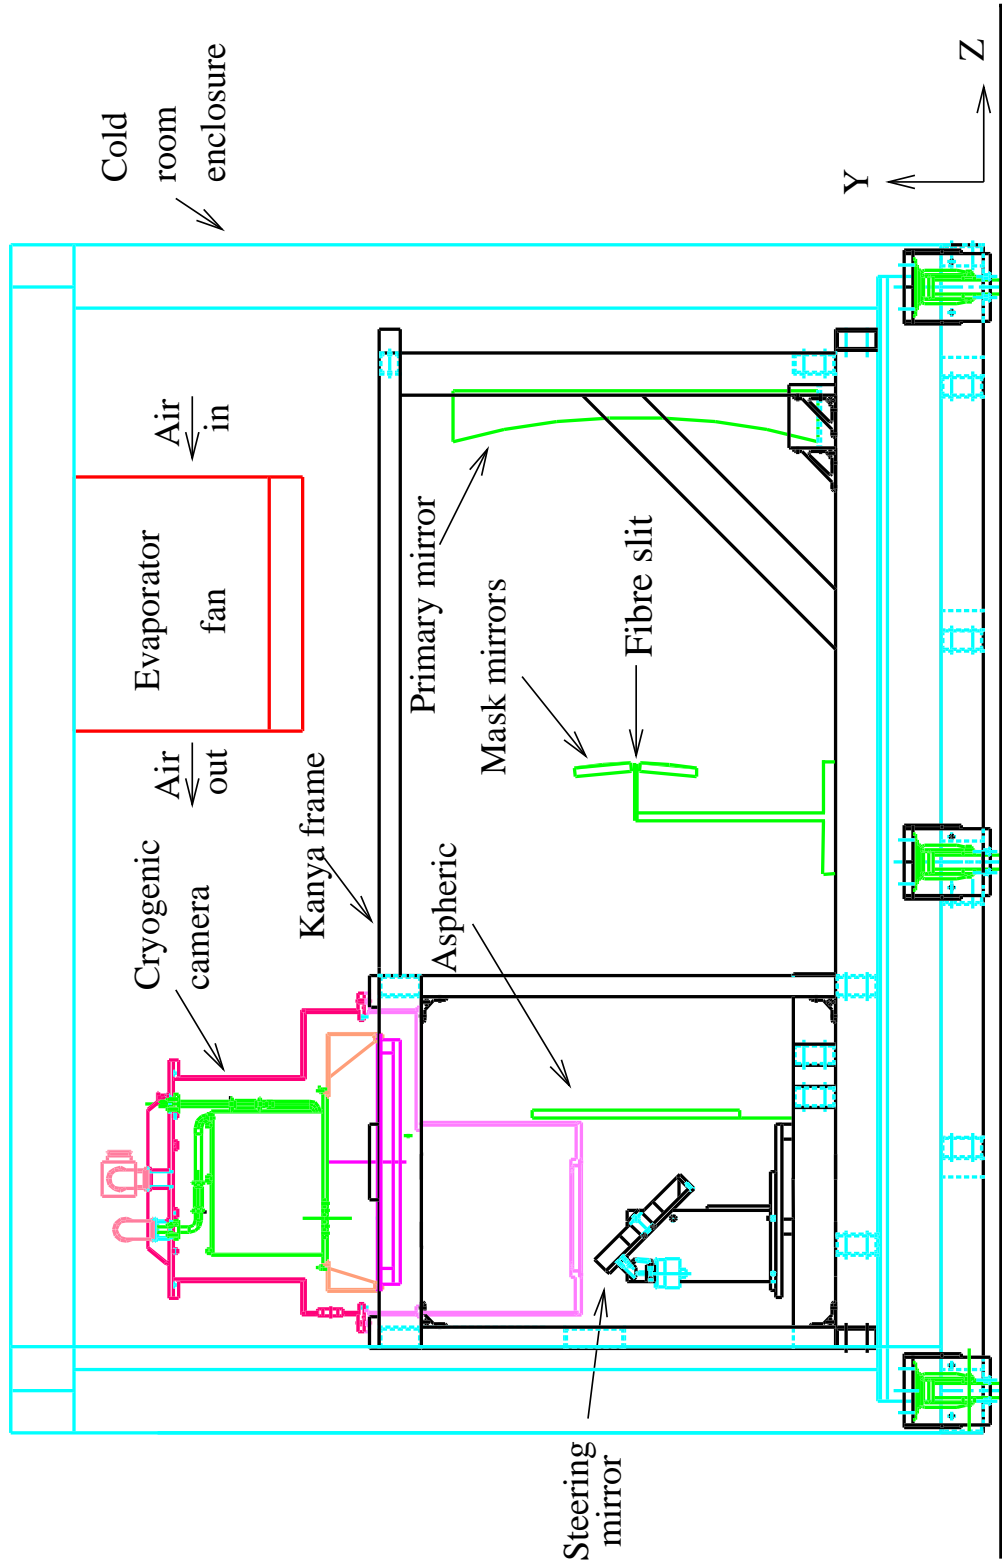 Cold
room
enclosure
Air
in
Evaporator
fan
Air
out
Cryogenic
camera
Kanya frame
Primary mirror
Mask mirrors
Fibre slit
Aspheric
Steering
mirror
Y
Z